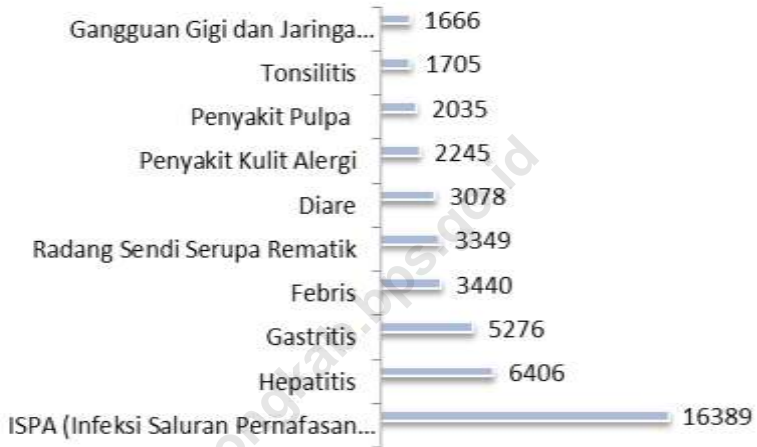 Gangguan Gigi dan Jaringa... 1666
Tonsilitis 1705
Penyakit Pulpa 2035
Penyakit Kulit Alergi 2245
Diare 3078
Radang Sendi Serupa Rematik 3349
Febris 3440
Gastritis 5276
Hepatitis 6406
ISPA (Infeksi Saluran Pernafasan... 16389